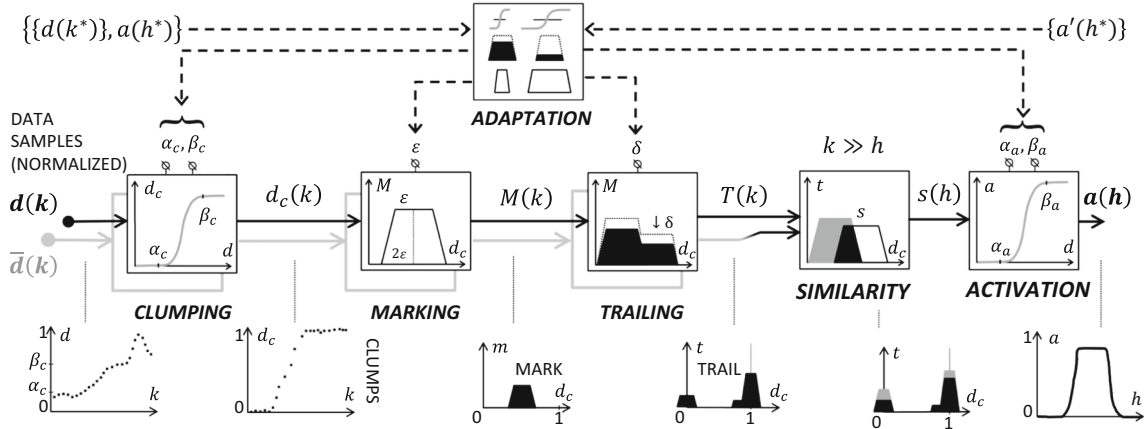 {{d(k*)}, a(h*)}
{a′(h*)}
ADAPTATION
DATA
SAMPLES
(NORMALIZED)
α_c, β_c
ε
δ
k ≫ h
α_a, β_a
d(k)
d̅(k)
d_c
β_c
α_c
d
d_c(k)
M
ε
2ε
d_c
M(k)
M
↓δ
d_c
T(k)
t
s
d_c
s(h)
a
β_a
α_a
d
a(h)
CLUMPING
MARKING
TRAILING
SIMILARITY
ACTIVATION
1
d
β_c
α_c
0
k
1
d_c
0
k
CLUMPS
m
MARK
d_c
0
1
t
TRAIL
d_c
0
1
t
d_c
0
1
1
a
0
h